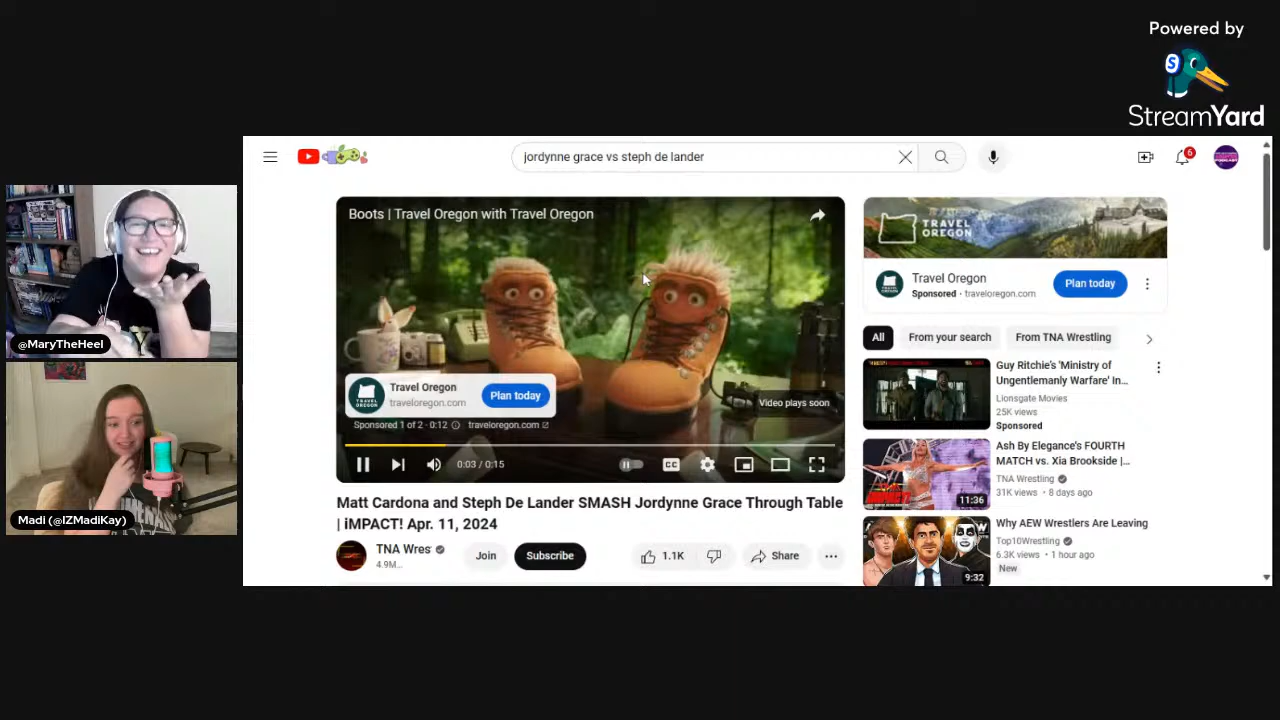 Powered by
StreamYard
jordynne grace vs steph de lander
6
Boots | Travel Oregon with Travel Oregon
Travel Oregon
traveloregon.com
Plan today
Video plays soon
Sponsored 1 of 2 · 0:12
traveloregon.com
0:03 / 0:15
CC
Matt Cardona and Steph De Lander SMASH Jordynne Grace Through Table
| iMPACT! Apr. 11, 2024
TNA Wres
4.9M...
Join
Subscribe
1.1K
Share
TRAVEL
OREGON
Travel Oregon
Sponsored · traveloregon.com
Plan today
All
From your search
From TNA Wrestling
Guy Ritchie's 'Ministry of
Ungentlemanly Warfare' In...
Lionsgate Movies
25K views
Sponsored
Ash By Elegance's FOURTH
MATCH vs. Xia Brookside |...
TNA Wrestling
31K views · 8 days ago
11:36
Why AEW Wrestlers Are Leaving
Top10Wrestling
6.3K views · 1 hour ago
New
9:32
@MaryTheHeel
Madi (@IZMadiKay)